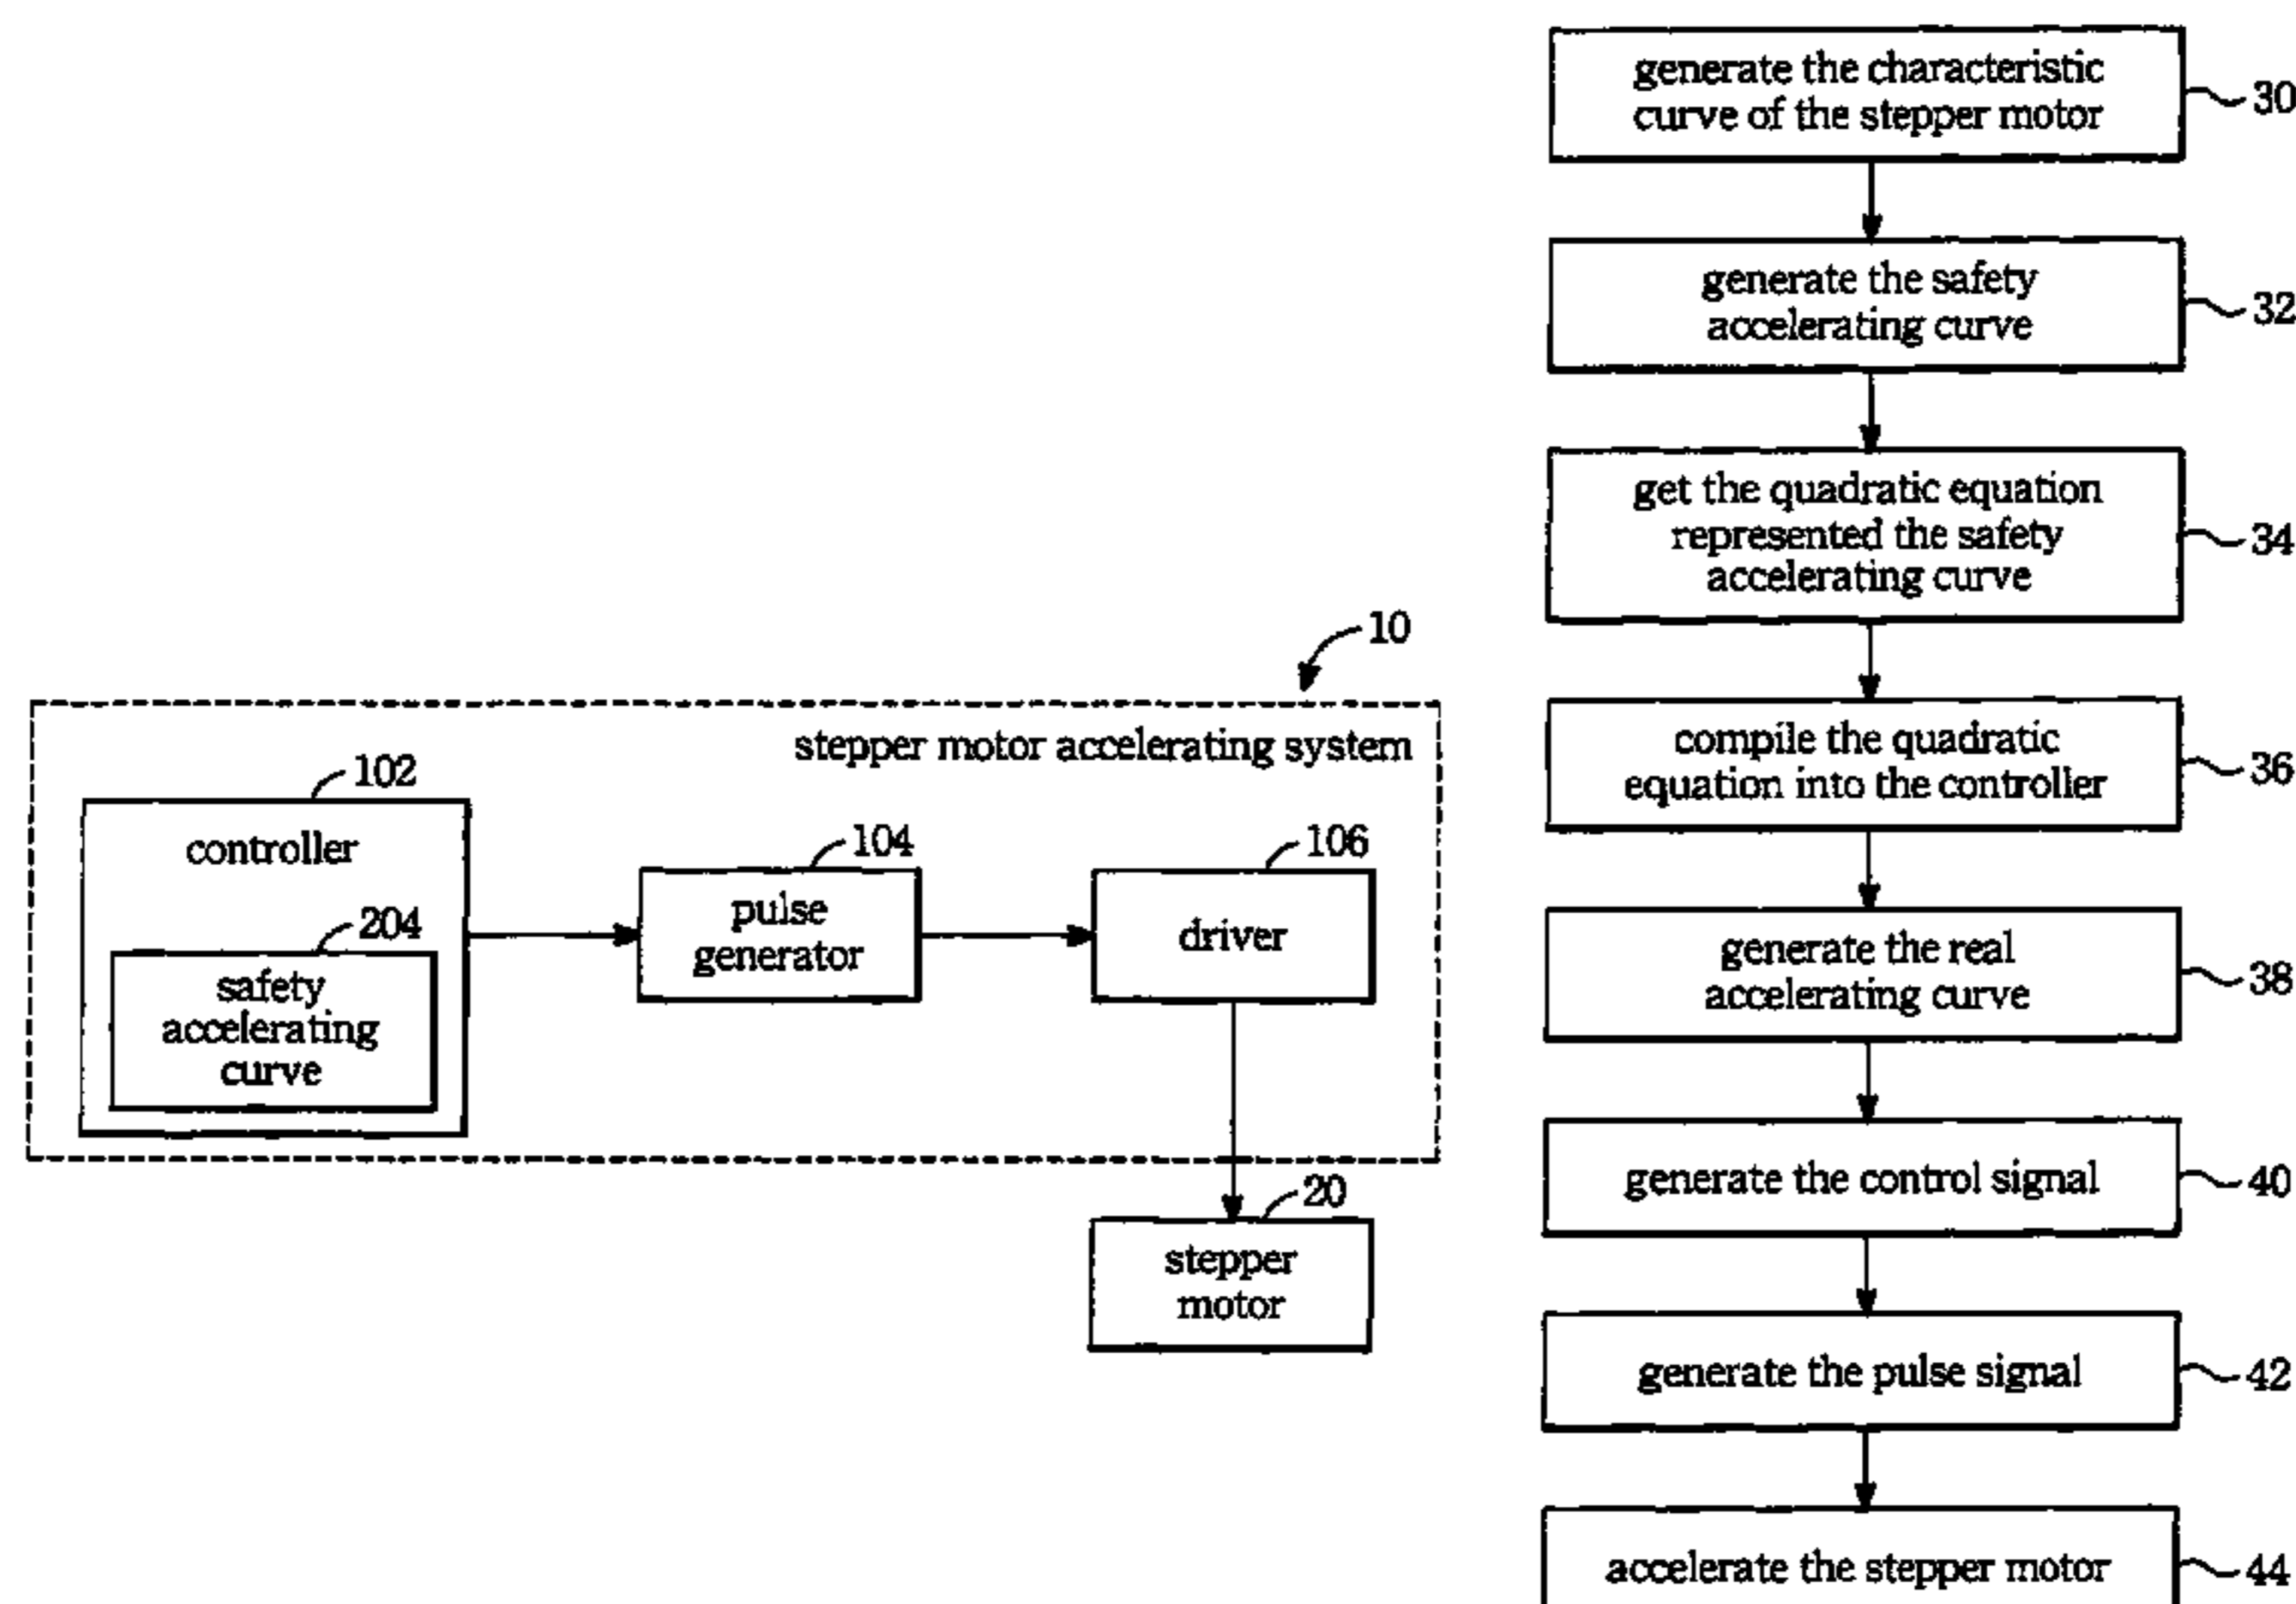 10
stepper motor accelerating system
102
controller
204
safety
accelerating
curve
104
pulse
generator
106
driver
20
stepper
motor
generate the characteristic
curve of the stepper motor
30
generate the safety
accelerating curve
32
get the quadratic equation
represented the safety
accelerating curve
34
compile the quadratic
equation into the controller
36
generate the real
accelerating curve
38
generate the control signal
40
generate the pulse signal
42
accelerate the stepper motor
44